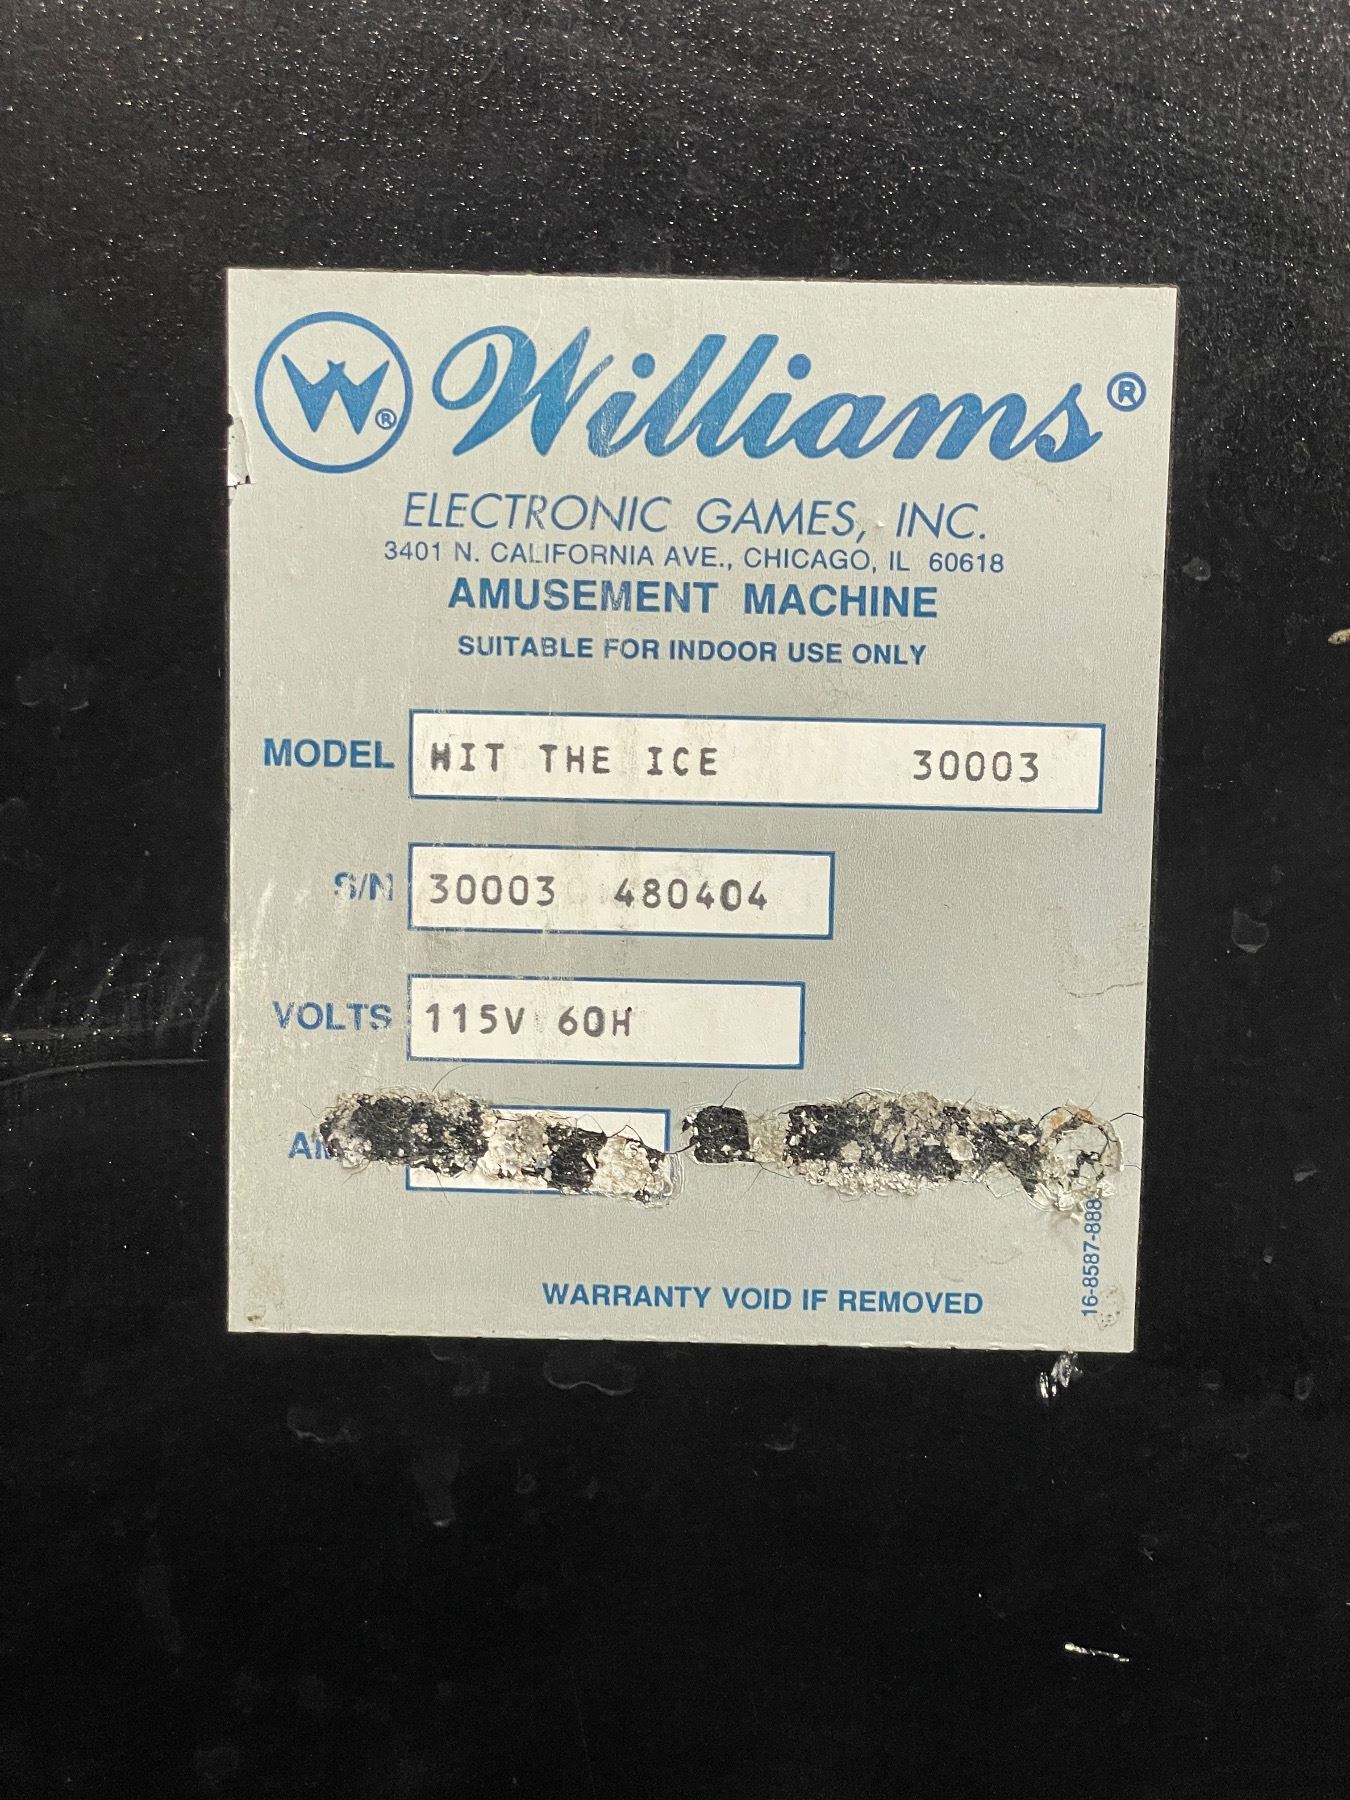 W®
Williams®
ELECTRONIC GAMES, INC.
3401 N. CALIFORNIA AVE., CHICAGO, IL 60618
AMUSEMENT MACHINE
SUITABLE FOR INDOOR USE ONLY
MODEL HIT THE ICE 30003
S/N 30003 480404
VOLTS 115V 60H
WARRANTY VOID IF REMOVED
16-8587-888